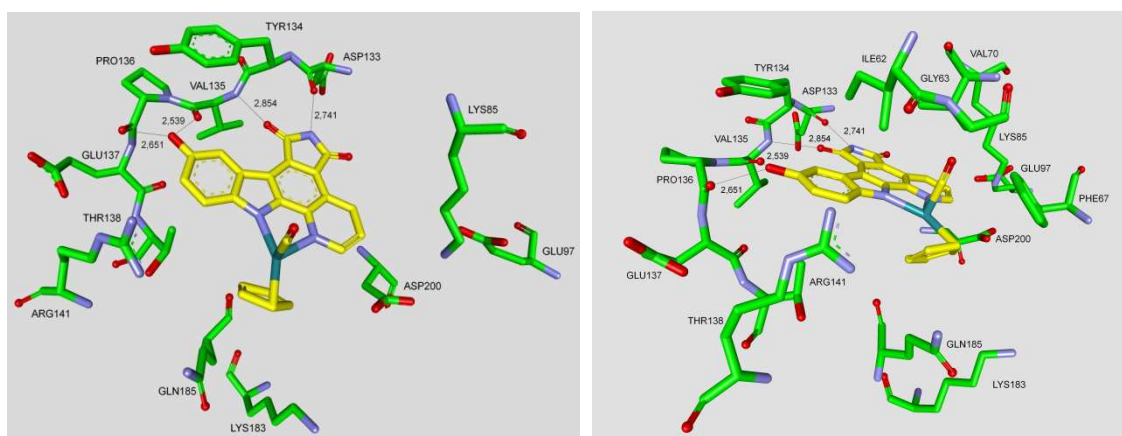 TYR134
ASP133
PRO136
VAL135
2,854
2,741
LYS85
2,539
2,651
GLU137
THR138
GLU97
ASP200
ARG141
GLN185
LYS183
VAL70
ILE62
GLY63
TYR134
ASP133
LYS85
2,741
2,854
VAL135
2,539
GLU97
PRO136
2,651
PHE67
ASP200
GLU137
ARG141
THR138
GLN185
LYS183